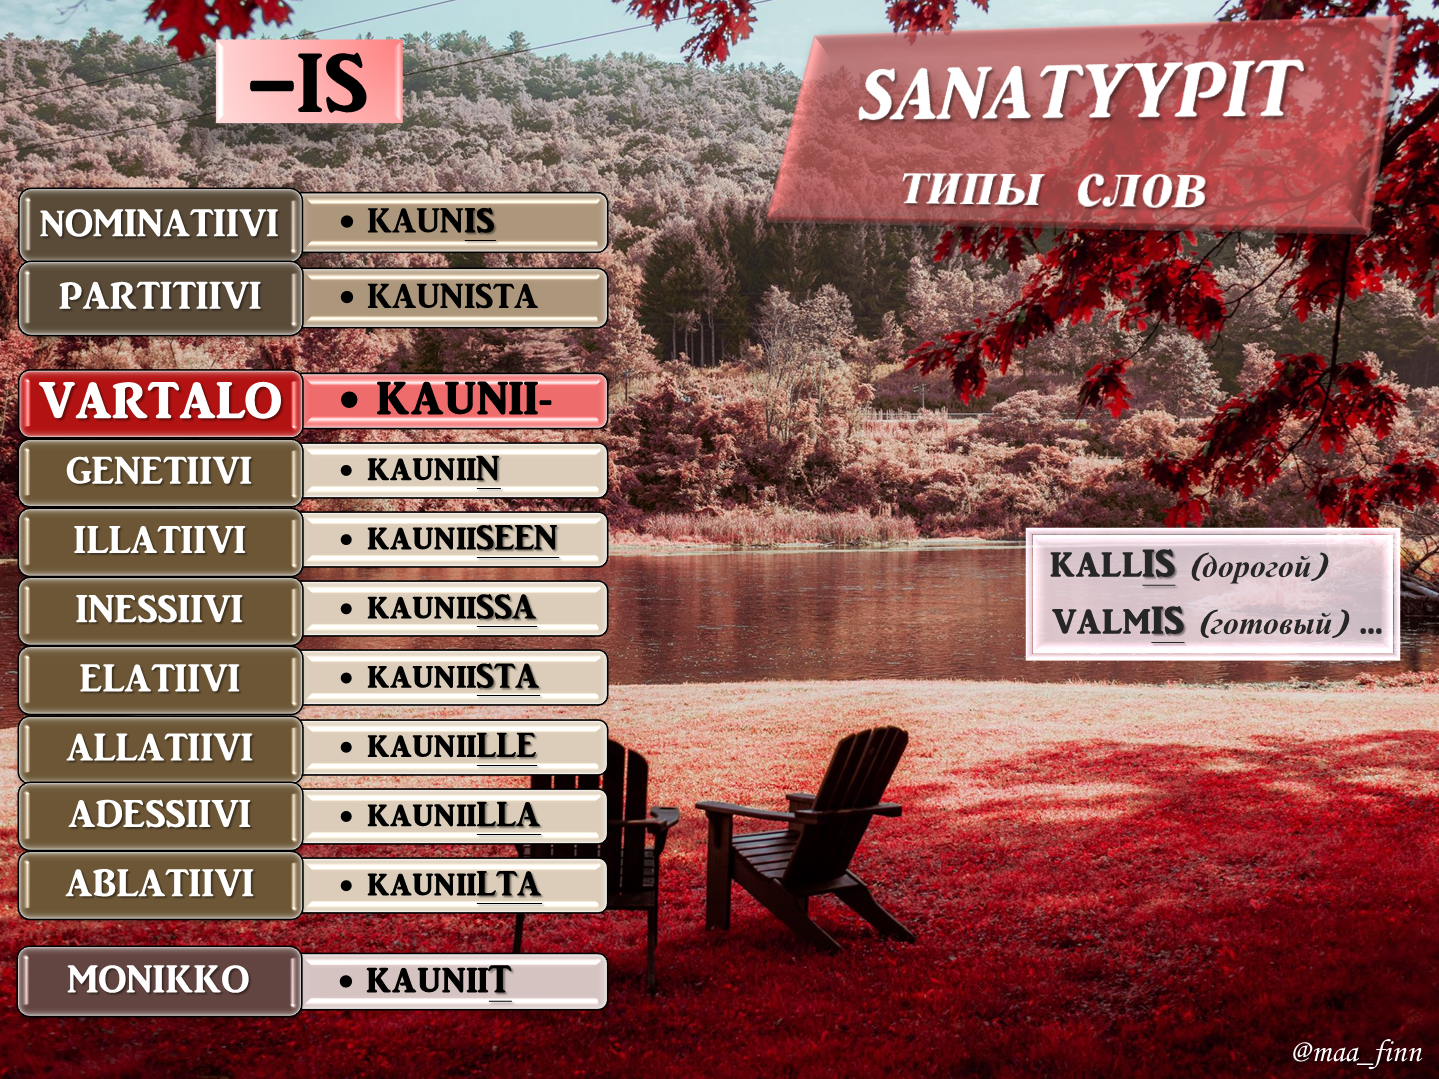 –IS
SANATYYPIT
типы слов
NOMINATIIVI • KAUNIS
PARTITIIVI • KAUNISTA
VARTALO • KAUNII-
GENETIIVI • KAUNIIN
ILLATIIVI • KAUNIISEEN
INESSIIVI • KAUNIISSA
ELATIIVI • KAUNIISTA
ALLATIIVI • KAUNIILLE
ADESSIIVI • KAUNIILLA
ABLATIIVI • KAUNIILTA
MONIKKO • KAUNIIT
KALLIS (дорогой)
VALMIS (готовый) ...
@maa_finn